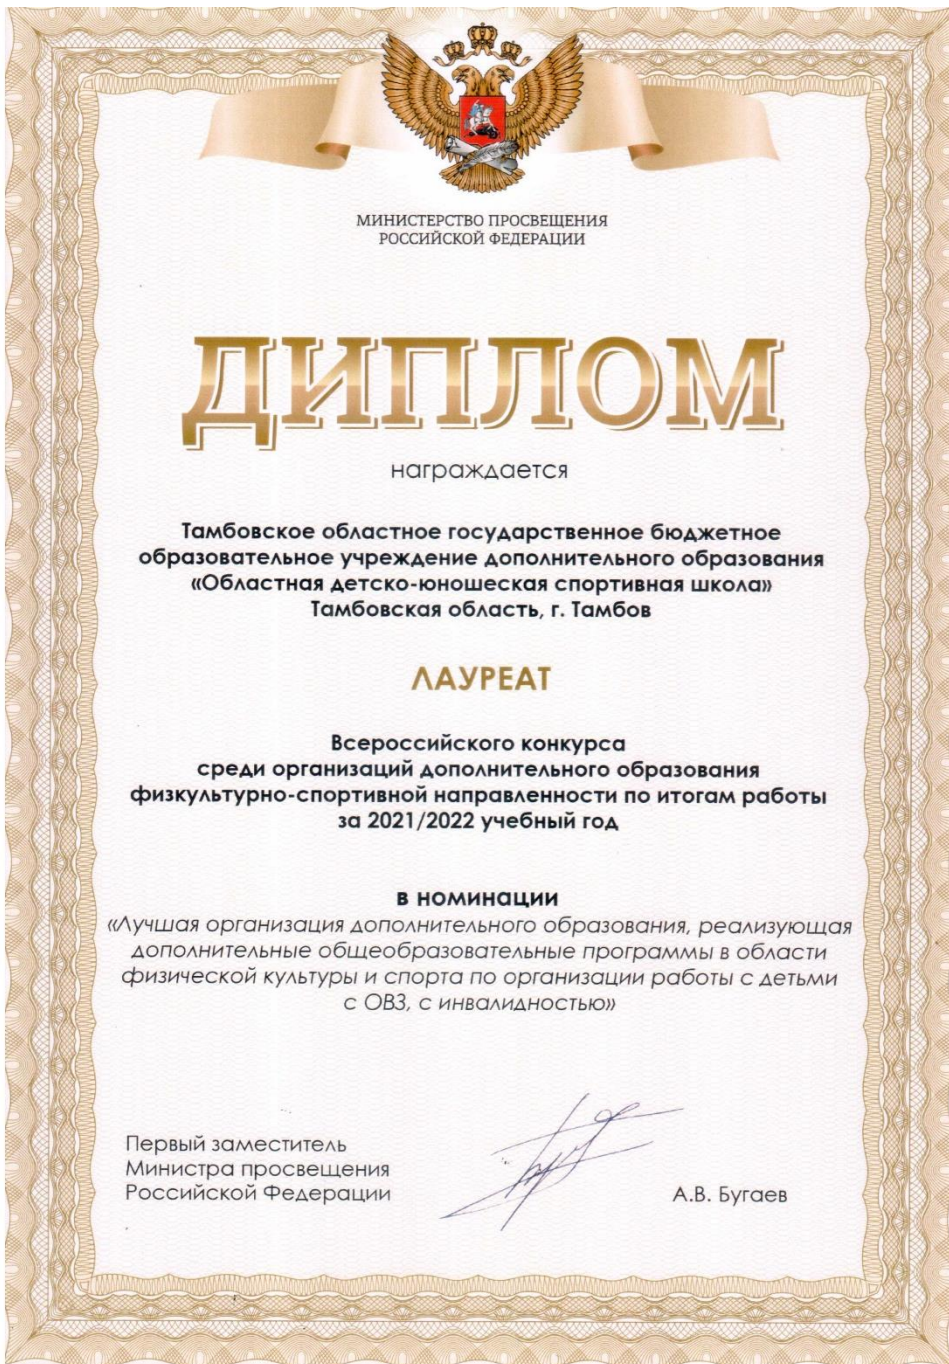 МИНИСТЕРСТВО ПРОСВЕЩЕНИЯ
РОССИЙСКОЙ ФЕДЕРАЦИИ
ДИПЛОМ
награждается
Тамбовское областное государственное бюджетное
образовательное учреждение дополнительного образования
«Областная детско-юношеская спортивная школа»
Тамбовская область, г. Тамбов
ЛАУРЕАТ
Всероссийского конкурса
среди организаций дополнительного образования
физкультурно-спортивной направленности по итогам работы
за 2021/2022 учебный год
в номинации
«Лучшая организация дополнительного образования, реализующая
дополнительные общеобразовательные программы в области
физической культуры и спорта по организации работы с детьми
с ОВЗ, с инвалидностью»
Первый заместитель
Министра просвещения
Российской Федерации
А.В. Бугаев